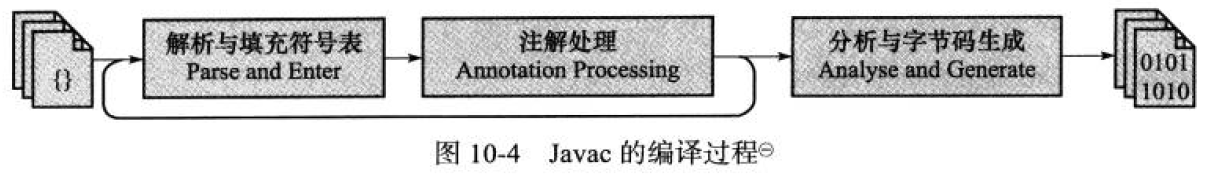 {}
解析与填充符号表
Parse and Enter
注解处理
Annotation Processing
分析与字节码生成
Analyse and Generate
0101
1010
图 10-4 Javac 的编译过程㊀